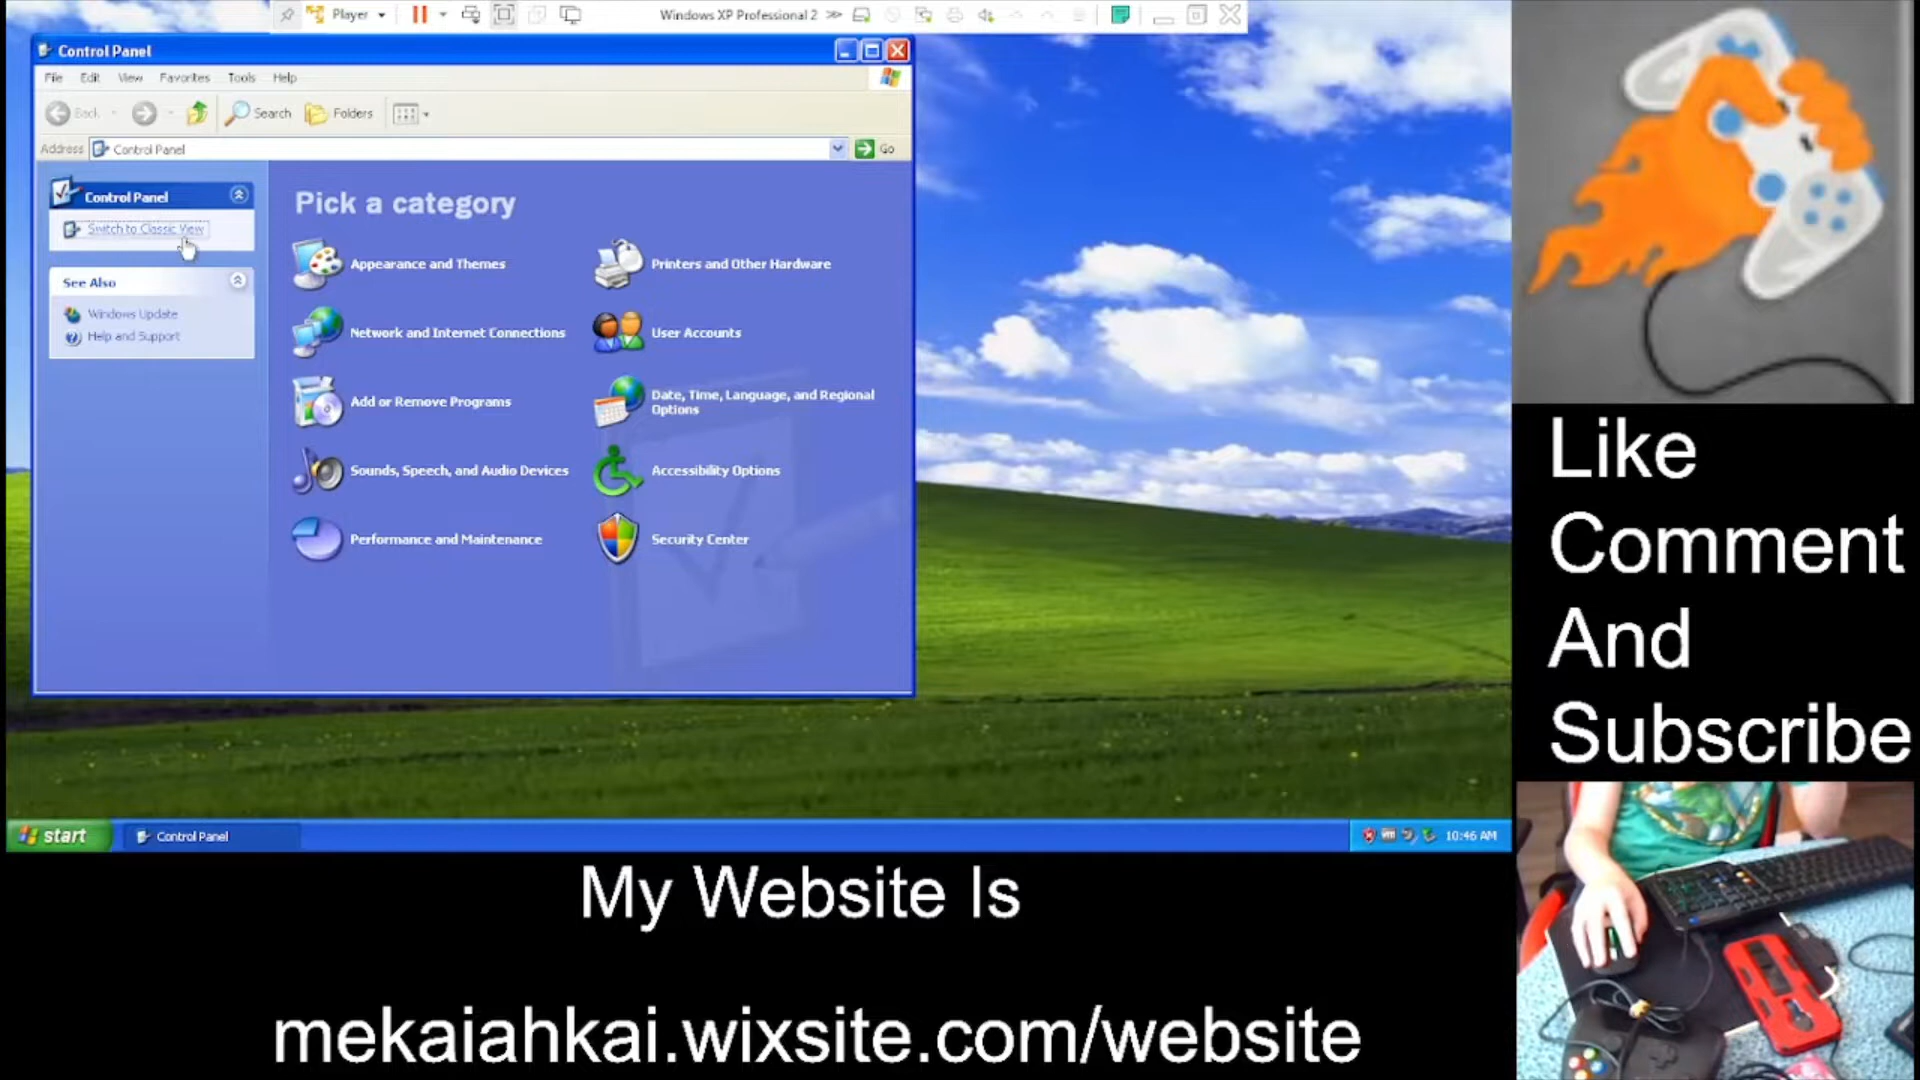 Player
Windows XP Professional 2
Control Panel
File Edit View Favorites Tools Help
Back Search Folders
Address Control Panel Go
Control Panel
Switch to Classic View
See Also
Windows Update
Help and Support
Pick a category
Appearance and Themes
Printers and Other Hardware
Network and Internet Connections
User Accounts
Add or Remove Programs
Date, Time, Language, and Regional
Options
Sounds, Speech, and Audio Devices
Accessibility Options
Performance and Maintenance
Security Center
start Control Panel 10:46 AM
Like
Comment
And
Subscribe
My Website Is
mekaiahkai.wixsite.com/website